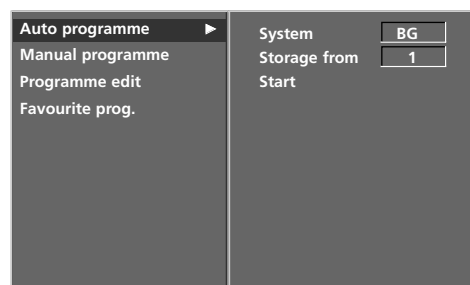 Auto programme ▶
Manual programme
Programme edit
Favourite prog.
System BG
Storage from 1
Start